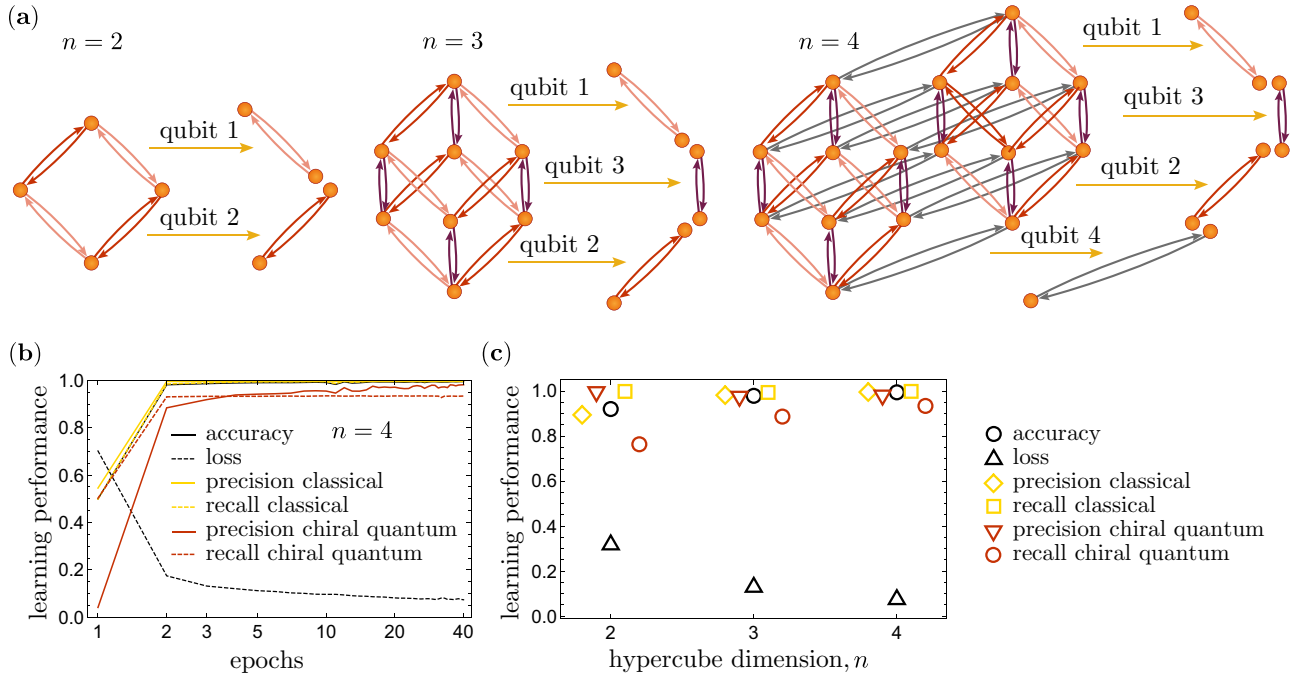 (a)
n = 2
n = 3
n = 4
qubit 1
qubit 2
qubit 1
qubit 3
qubit 2
qubit 1
qubit 3
qubit 2
qubit 4
(b)
learning performance
1.0
0.8
0.6
0.4
0.2
0.0
n = 4
accuracy
loss
precision classical
recall classical
precision chiral quantum
recall chiral quantum
1 2 3 5 10 20 40
epochs
(c)
learning performance
1.0
0.8
0.6
0.4
0.2
0.0
2 3 4
hypercube dimension, n
accuracy
loss
precision classical
recall classical
precision chiral quantum
recall chiral quantum